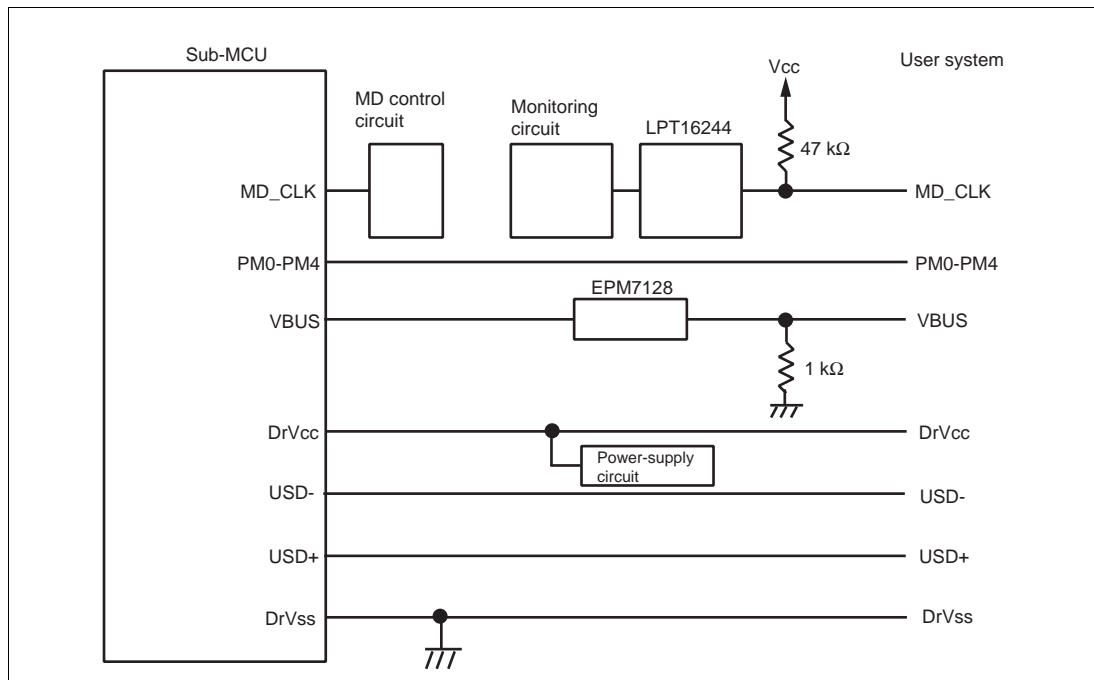 Sub-MCU
User system
Vcc
MD control
circuit
Monitoring
circuit
LPT16244
47 kΩ
MD_CLK
MD_CLK
PM0-PM4
PM0-PM4
EPM7128
VBUS
VBUS
1 kΩ
DrVcc
DrVcc
Power-supply
circuit
USD-
USD-
USD+
USD+
DrVss
DrVss